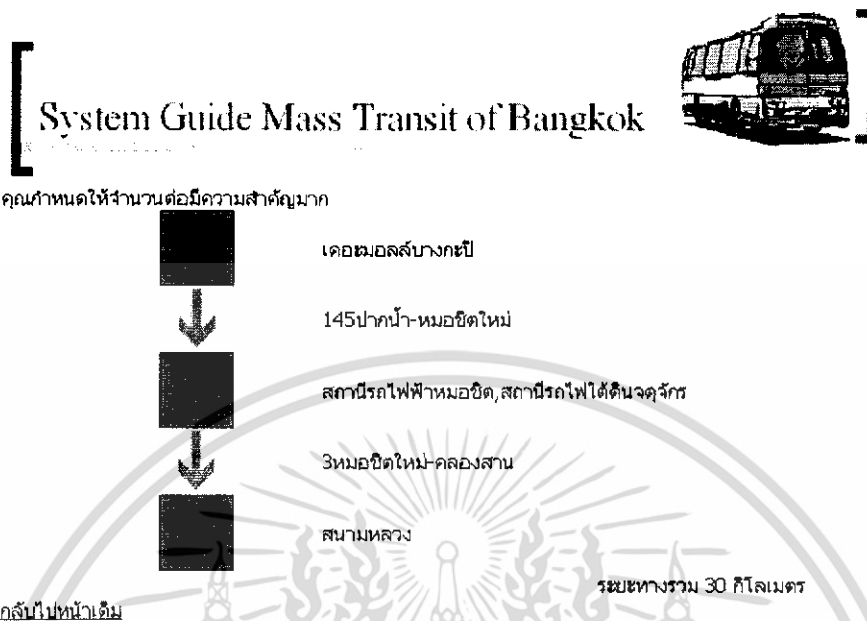 System Guide Mass Transit of Bangkok
คุณกำหนดให้จำนวนต่อมีความสำคัญมาก
เดอะมอลล์บางกะปิ
145ปากน้ำ-หมอชิตใหม่
สถานีรถไฟฟ้าหมอชิต,สถานีรถไฟใต้ดินจตุจักร
3หมอชิตใหม่-คลองสาน
สนามหลวง
ระยะทางรวม 30 กิโลเมตร
กลับไปหน้าเดิม